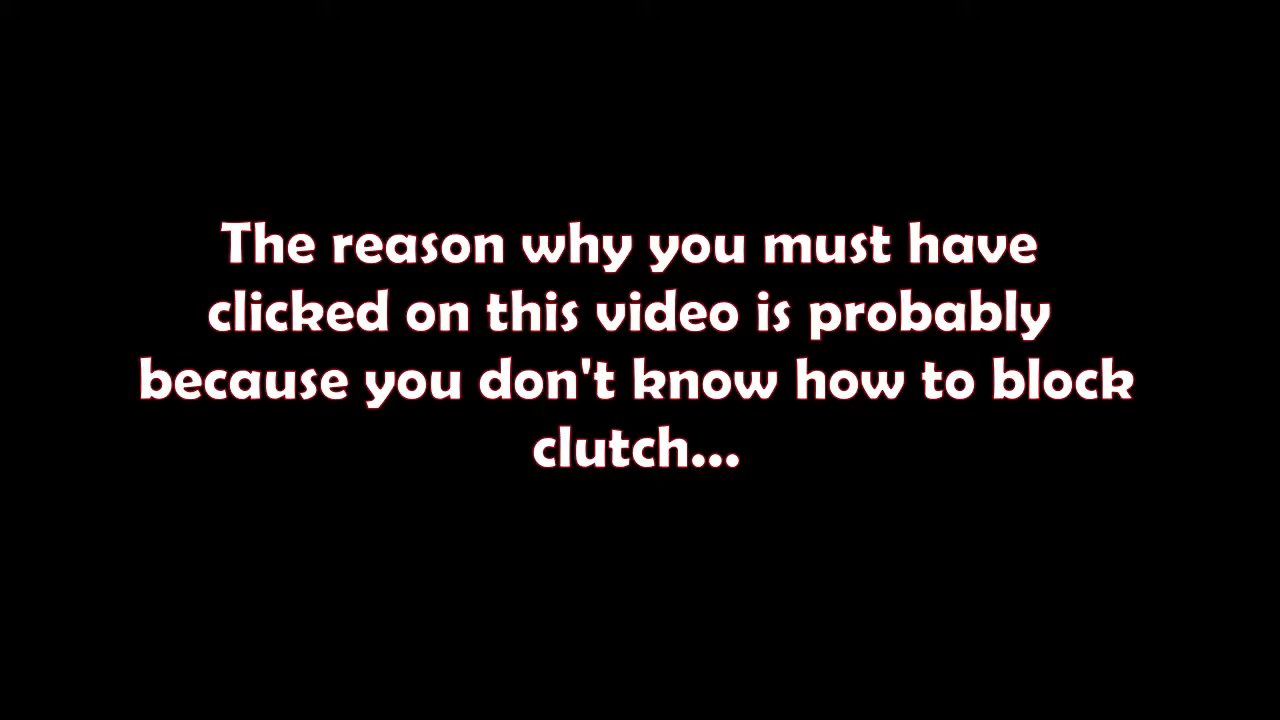 The reason why you must have
clicked on this video is probably
because you don't know how to block
clutch...